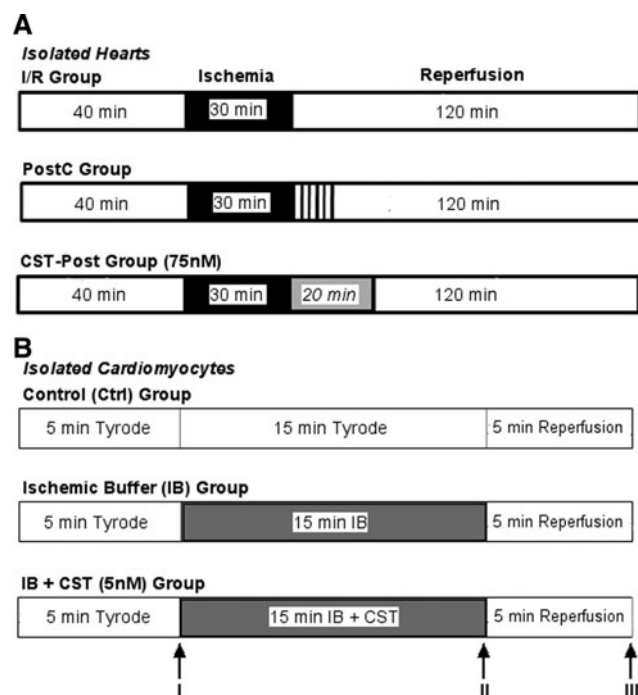 A
Isolated Hearts
I/R Group Ischemia Reperfusion
40 min 30 min 120 min
PostC Group
40 min 30 min 120 min
CST-Post Group (75nM)
40 min 30 min 20 min 120 min
B
Isolated Cardiomyocytes
Control (Ctrl) Group
5 min Tyrode 15 min Tyrode 5 min Reperfusion
Ischemic Buffer (IB) Group
5 min Tyrode 15 min IB 5 min Reperfusion
IB + CST (5nM) Group
5 min Tyrode 15 min IB + CST 5 min Reperfusion
I II III